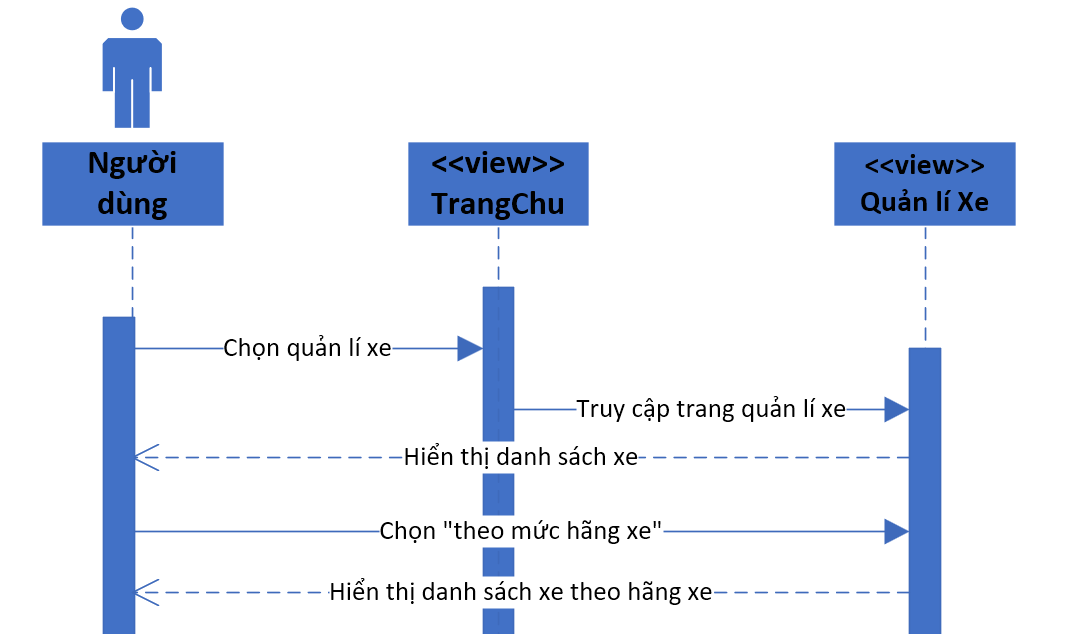 Người
dùng
<<view>>
TrangChu
<<view>>
Quản lí Xe
Chọn quản lí xe
Truy cập trang quản lí xe
Hiển thị danh sách xe
Chọn "theo mức hãng xe"
Hiển thị danh sách xe theo hãng xe